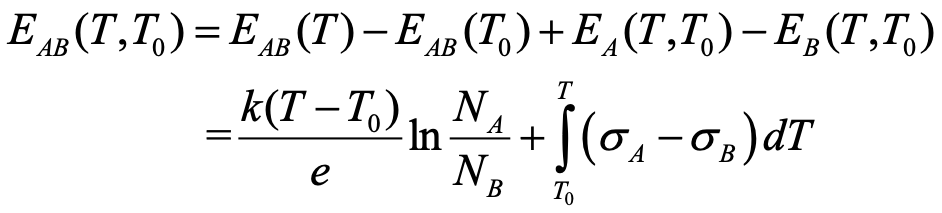 E_{AB}(T,T_0) = E_{AB}(T) − E_{AB}(T_0) + E_A(T,T_0) − E_B(T,T_0)
= \frac{k(T − T_0)}{e} \ln \frac{N_A}{N_B} + \int_{T_0}^{T} (σ_A − σ_B) dT